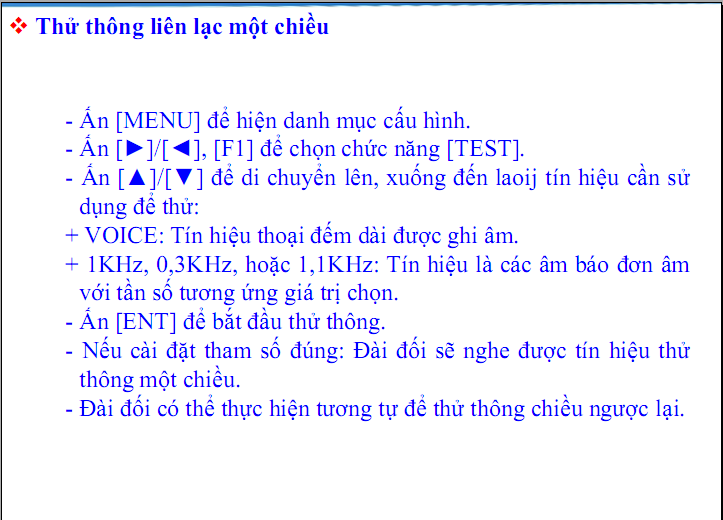 ❖ Thử thông liên lạc một chiều
- Ấn [MENU] để hiện danh mục cấu hình.
- Ấn [►]/[◄], [F1] để chọn chức năng [TEST].
- Ấn [▲]/[▼] để di chuyển lên, xuống đến laoij tín hiệu cần sử
dụng để thử:
+ VOICE: Tín hiệu thoại đếm dài được ghi âm.
+ 1KHz, 0,3KHz, hoặc 1,1KHz: Tín hiệu là các âm báo đơn âm
với tần số tương ứng giá trị chọn.
- Ấn [ENT] để bắt đầu thử thông.
- Nếu cài đặt tham số đúng: Đài đối sẽ nghe được tín hiệu thử
thông một chiều.
- Đài đối có thể thực hiện tương tự để thử thông chiều ngược lại.